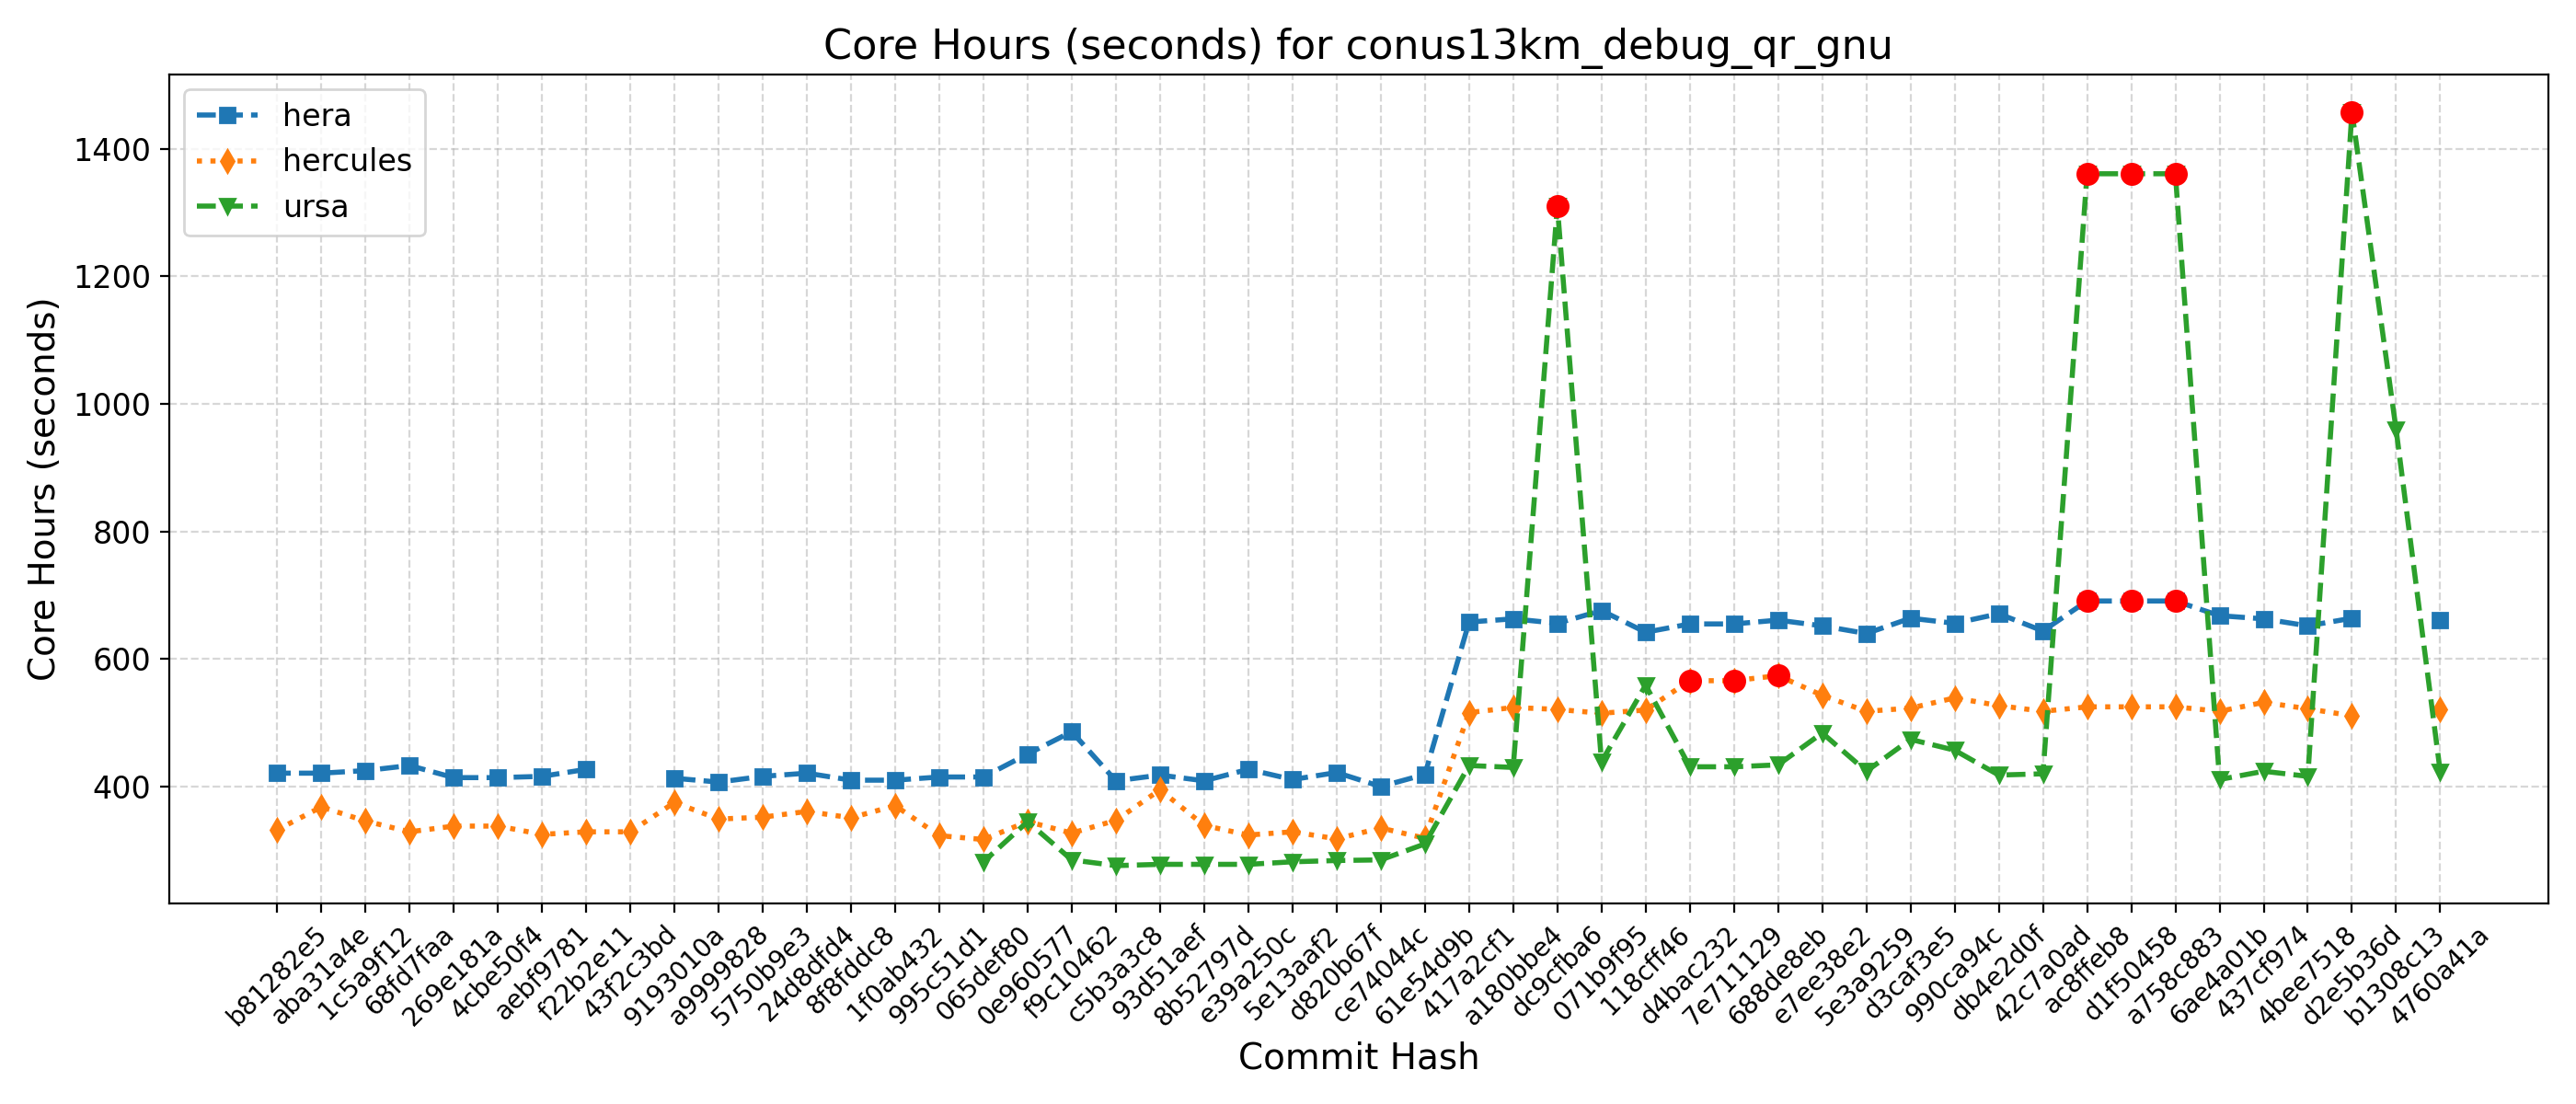 Core Hours (seconds) for conus13km_debug_qr_gnu
hera
hercules
ursa
Core Hours (seconds)
1400
1200
1000
800
600
400
b81282e5
aba31a4e
1c5a9f12
68fd7faa
269e181a
4cbe50f4
aebf9781
f22b2e11
43f2c3bd
9193010a
a9999828
5750b9e3
24d8dfd4
8f8fddc8
1f0ab432
995c51d1
065def80
0e960577
f9c10462
c5b3a3c8
93d51aef
8b52797d
e39a250c
5e13aaf2
d820b67f
ce74044c
61e54d9b
417a2cf1
a180bbe4
dc9cfba6
071b9f95
118cff46
d4bac232
7e711129
688de8eb
e7ee38e2
5e3a9259
d3caf3e5
990ca94c
db4e2d0f
42c7a0ad
ac8ffeb8
d1f50458
a758c883
6ae4a01b
437cf974
4bee7518
d2e5b36d
b1308c13
4760a41a
Commit Hash